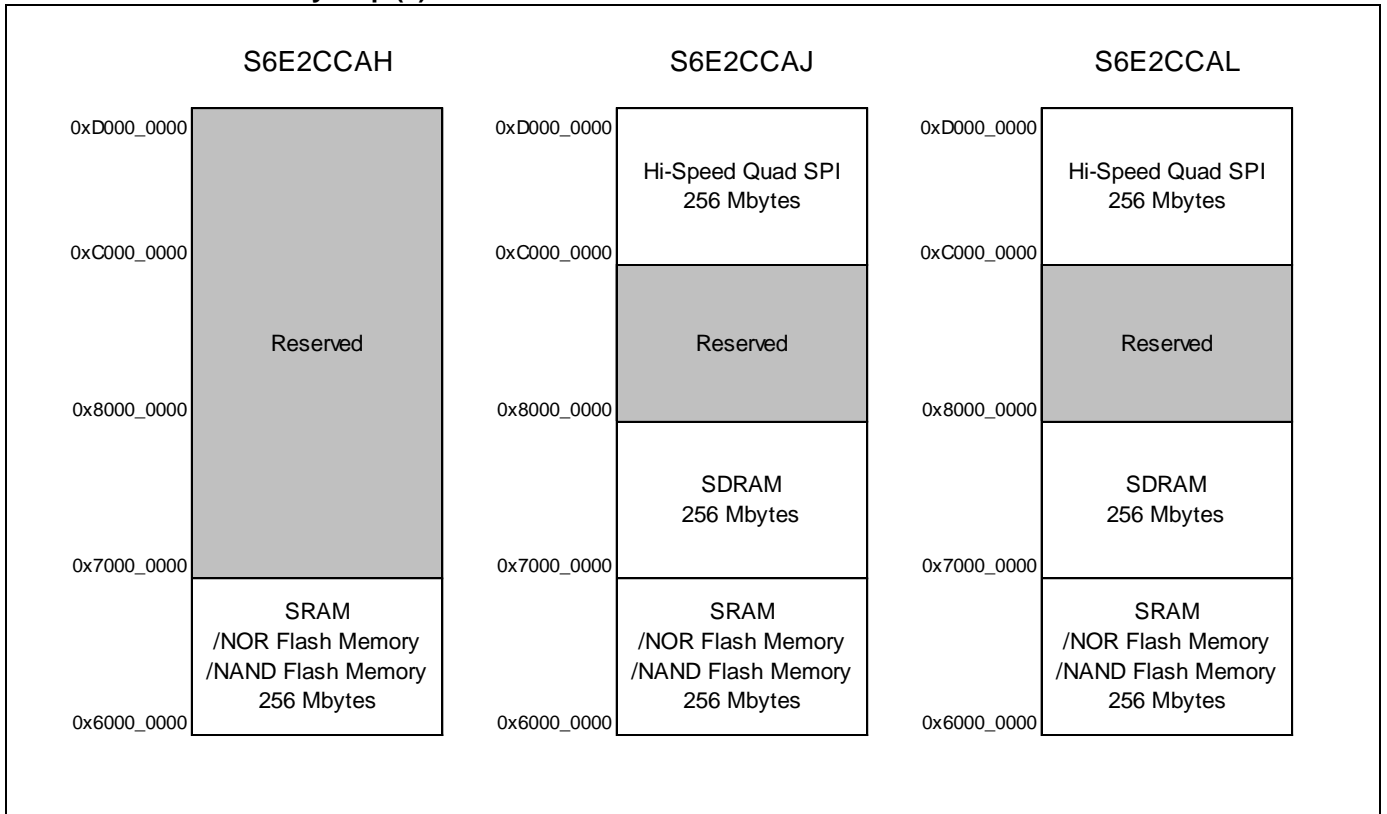 S6E2CCAH
0xD000_0000
0xC000_0000
Reserved
0x8000_0000
0x7000_0000
SRAM
/NOR Flash Memory
/NAND Flash Memory
256 Mbytes
0x6000_0000
S6E2CCAJ
0xD000_0000
Hi-Speed Quad SPI
256 Mbytes
0xC000_0000
Reserved
0x8000_0000
SDRAM
256 Mbytes
0x7000_0000
SRAM
/NOR Flash Memory
/NAND Flash Memory
256 Mbytes
0x6000_0000
S6E2CCAL
0xD000_0000
Hi-Speed Quad SPI
256 Mbytes
0xC000_0000
Reserved
0x8000_0000
SDRAM
256 Mbytes
0x7000_0000
SRAM
/NOR Flash Memory
/NAND Flash Memory
256 Mbytes
0x6000_0000